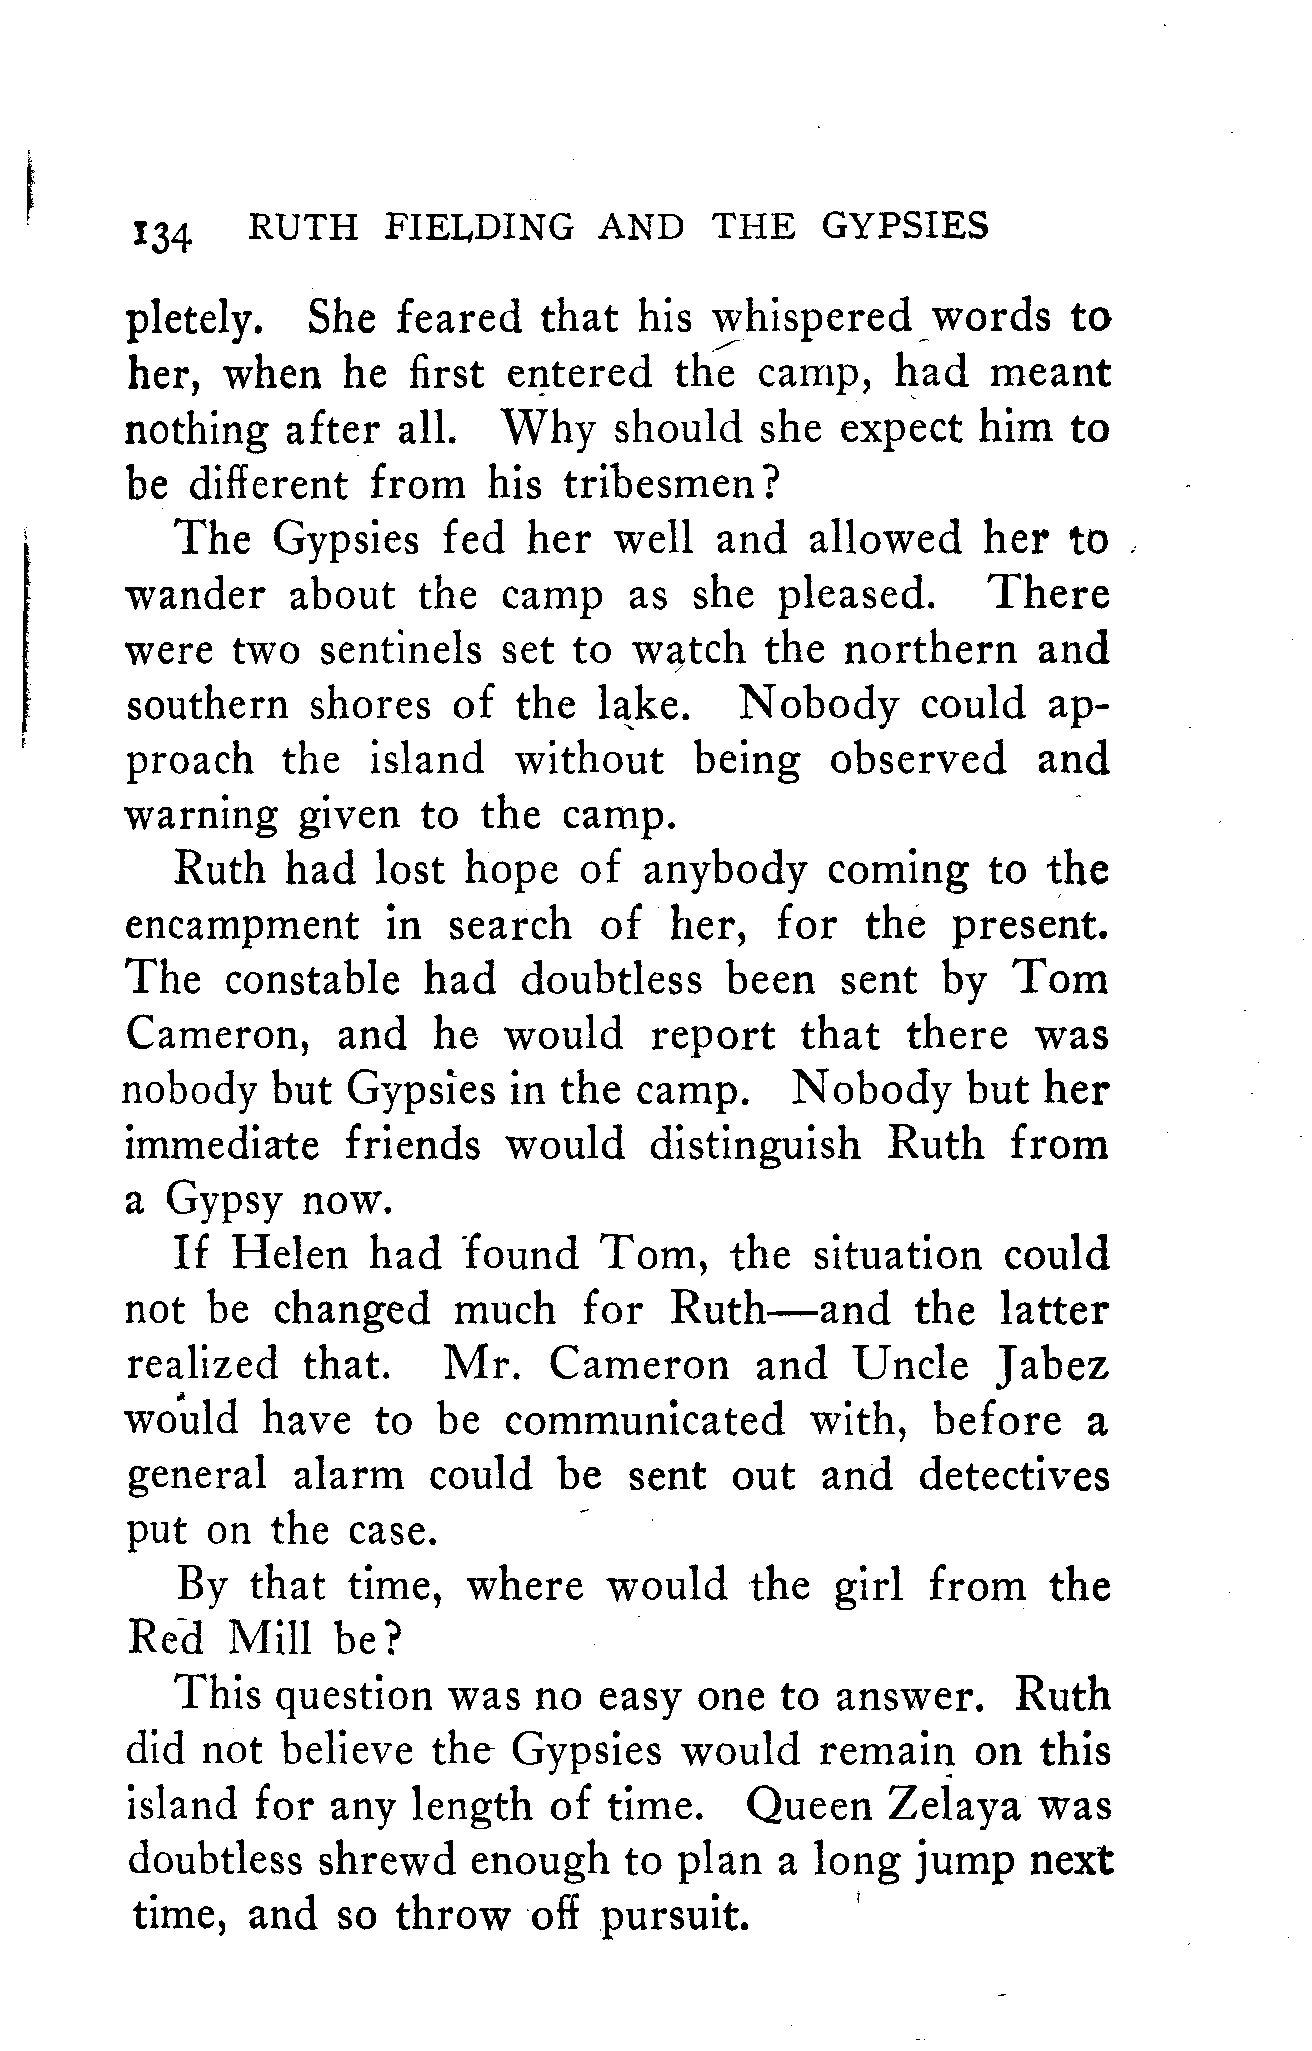 134 RUTH FIELDING AND THE GYPSIES
pletely. She feared that his whispered words to
her, when he first entered the camp, had meant
nothing after all. Why should she expect him to
be different from his tribesmen?
The Gypsies fed her well and allowed her to
wander about the camp as she pleased. There
were two sentinels set to watch the northern and
southern shores of the lake. Nobody could ap-
proach the island without being observed and
warning given to the camp.
Ruth had lost hope of anybody coming to the
encampment in search of her, for the present.
The constable had doubtless been sent by Tom
Cameron, and he would report that there was
nobody but Gypsies in the camp. Nobody but her
immediate friends would distinguish Ruth from
a Gypsy now.
If Helen had found Tom, the situation could
not be changed much for Ruth—and the latter
realized that. Mr. Cameron and Uncle Jabez
would have to be communicated with, before a
general alarm could be sent out and detectives
put on the case.
By that time, where would the girl from the
Red Mill be?
This question was no easy one to answer. Ruth
did not believe the Gypsies would remain on this
island for any length of time. Queen Zelaya was
doubtless shrewd enough to plan a long jump next
time, and so throw off pursuit.